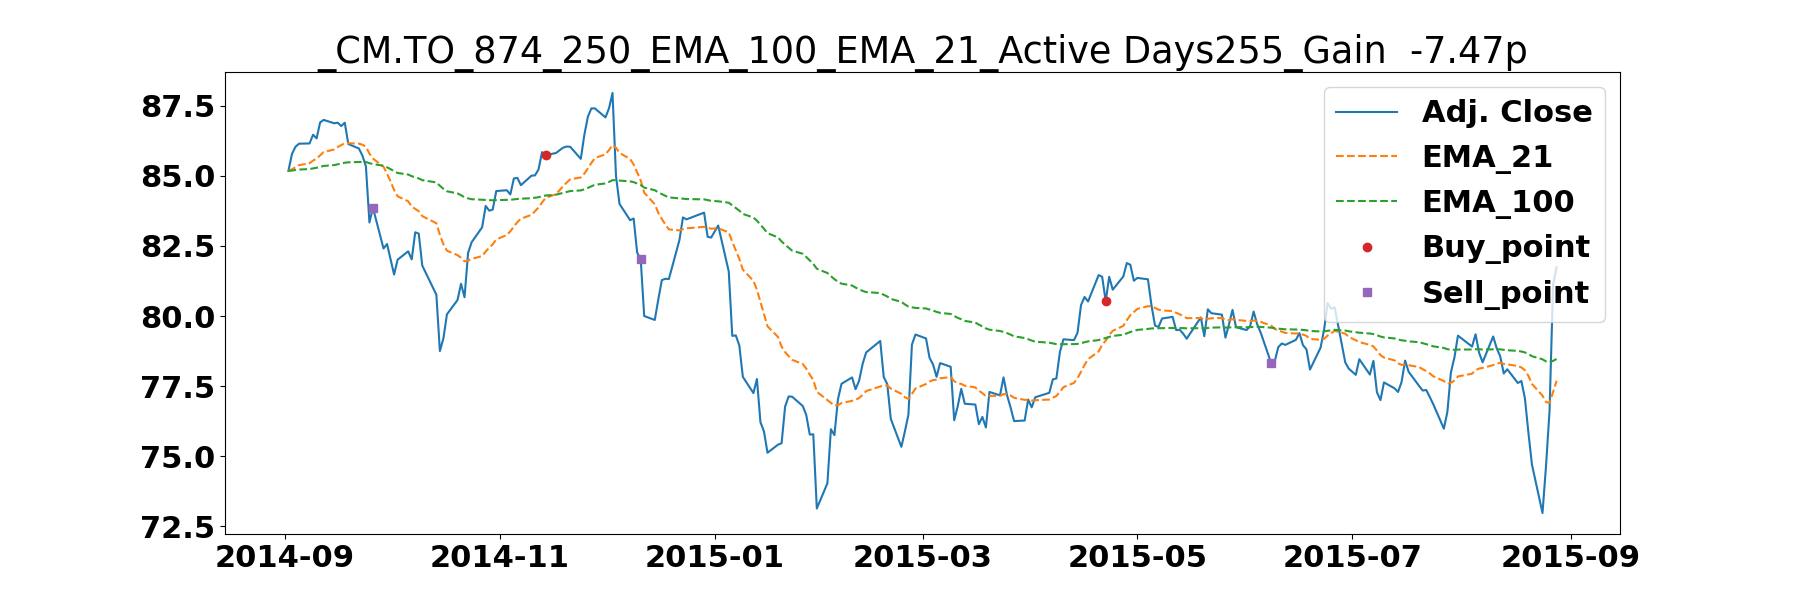 _CM.TO_874_250_EMA_100_EMA_21_Active Days255_Gain  -7.47p
87.5
85.0
82.5
80.0
77.5
75.0
72.5
Adj. Close
EMA_21
EMA_100
Buy_point
Sell_point
2014-09 2014-11 2015-01 2015-03 2015-05 2015-07 2015-09